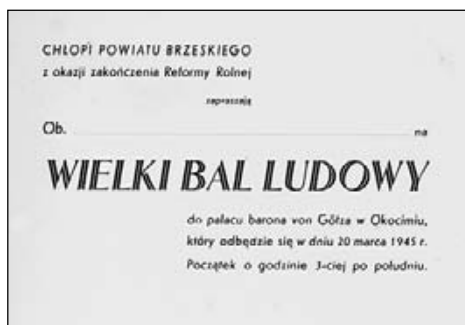 CHŁOPI POWIATU BRZESKIEGO
z okazji zakończenia Reformy Rolnej
zapraszają
Ob. na
WIELKI BAL LUDOWY
do pałacu barona von Götza w Okocimiu,
który odbędzie się w dniu 20 marca 1945 r.
Początek o godzinie 3-ciej po południu.